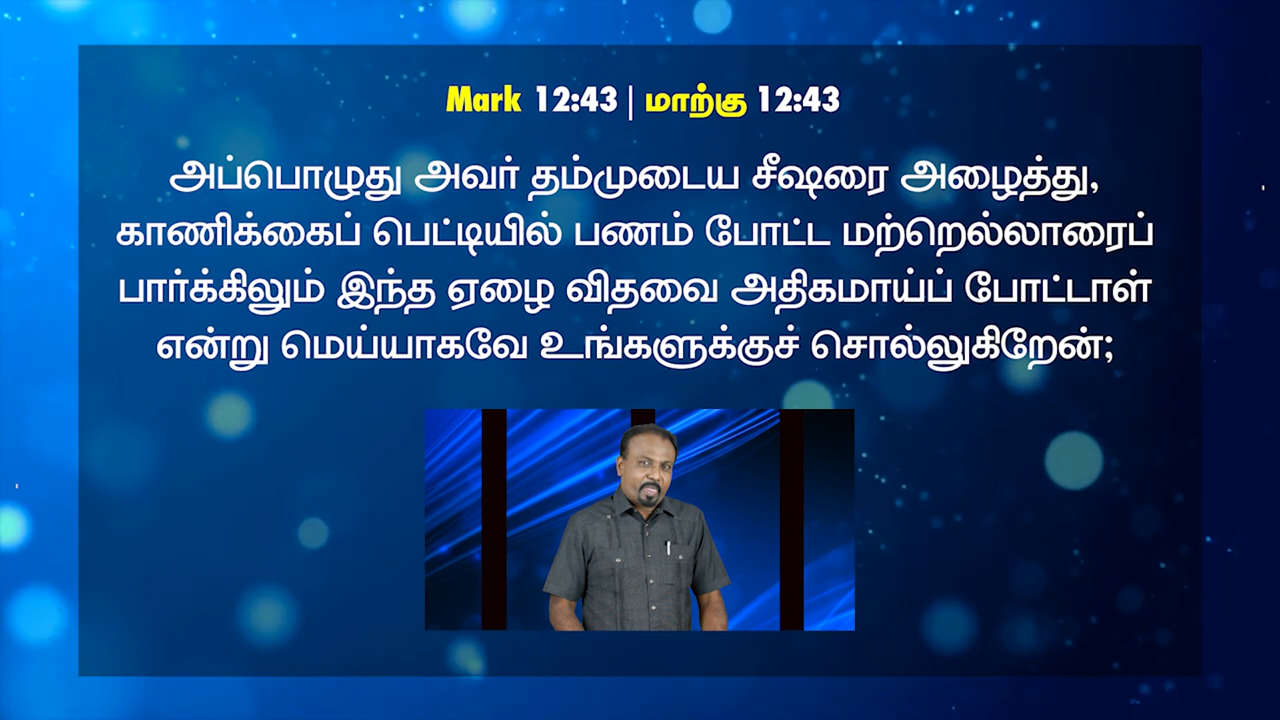 Mark 12:43 | மாற்கு 12:43
அப்பொழுது அவர் தம்முடைய சீஷரை அழைத்து,
காணிக்கைப் பெட்டியில் பணம் போட்ட மற்றெல்லாரைப்
பார்க்கிலும் இந்த ஏழை விதவை அதிகமாய்ப் போட்டாள்
என்று மெய்யாகவே உங்களுக்குச் சொல்லுகிறேன்;